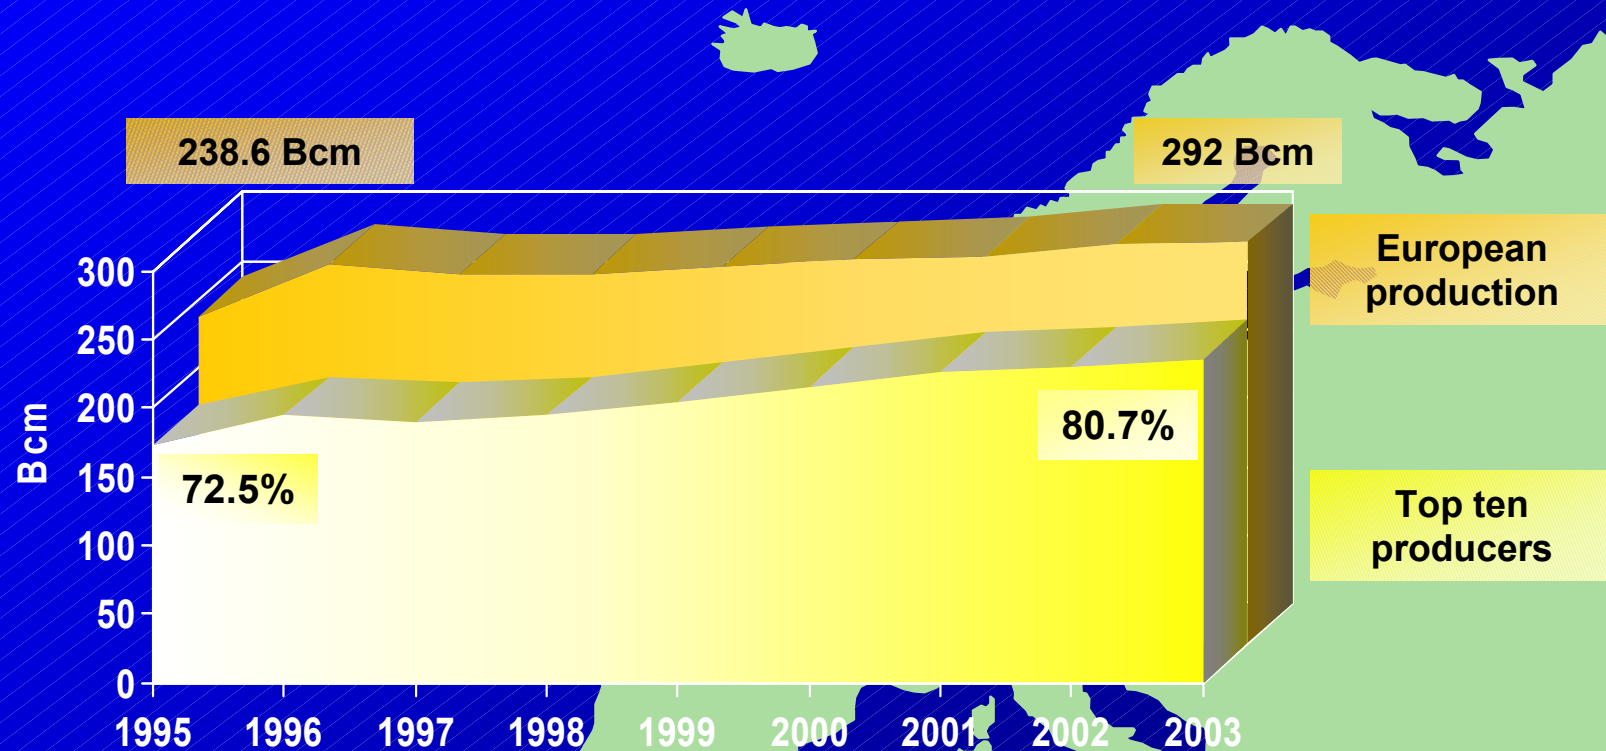 238.6 Bcm
292 Bcm
European
production
Top ten
producers
80.7%
72.5%
Bcm
300
250
200
150
100
50
0
1995 1996 1997 1998 1999 2000 2001 2002 2003